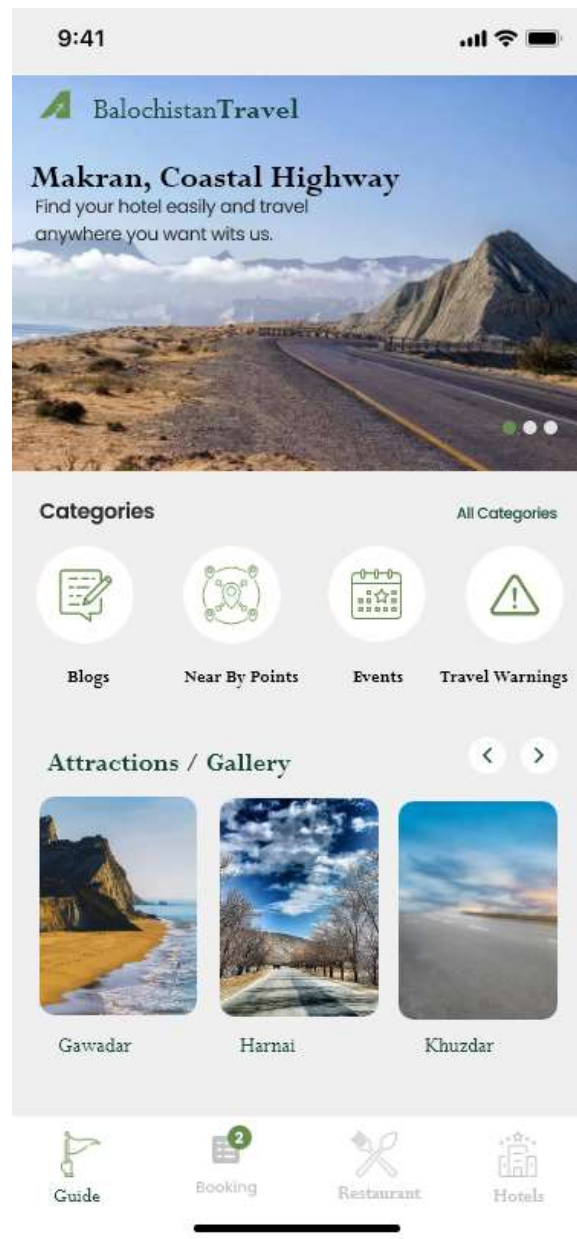 9:41
BalochistanTravel
Makran, Coastal Highway
Find your hotel easily and travel
anywhere you want wits us.
Categories
All Categories
Blogs
Near By Points
Events
Travel Warnings
Attractions / Gallery
Gawadar
Harnai
Khuzdar
2
Guide
Booking
Restaurant
Hotels